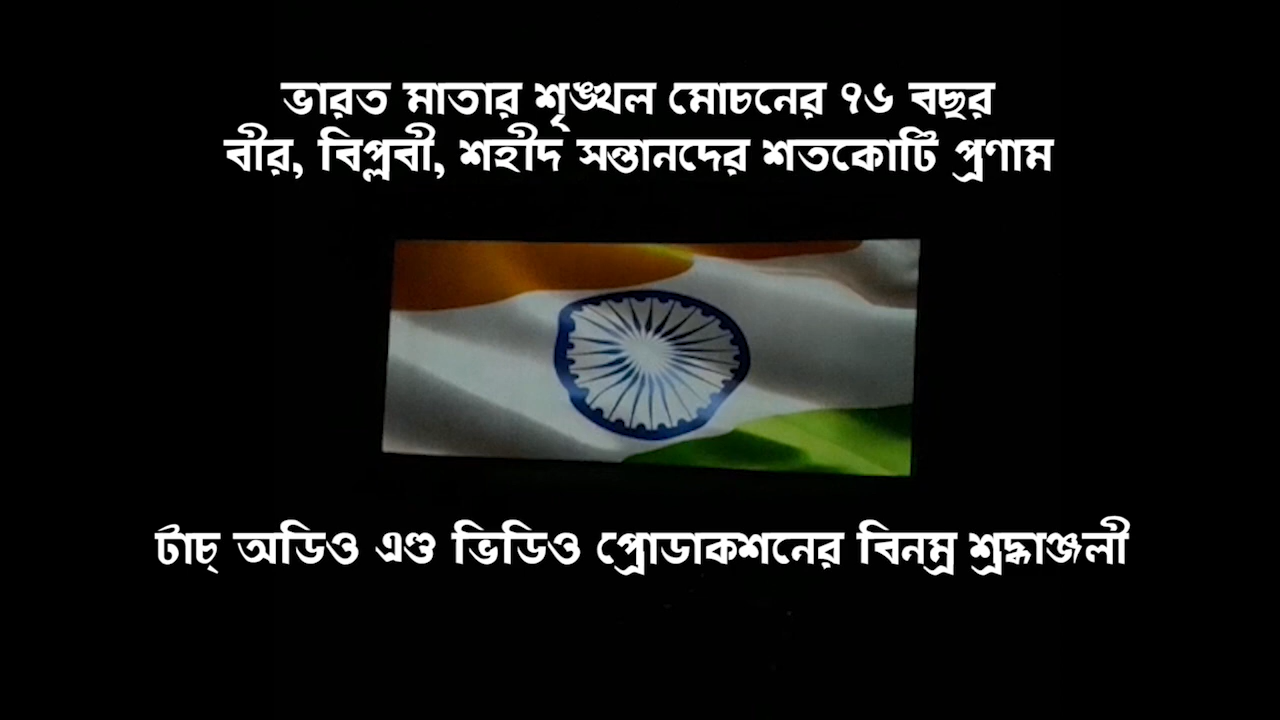 ভারত মাতার শৃঙ্খল মোচনের ৭৬ বছর
বীর, বিপ্লবী, শহীদ সন্তানদের শতকোটি প্রণাম
টাচ্ অডিও এণ্ড ভিডিও প্রোডাকশনের বিনম্র শ্রদ্ধাঞ্জলী